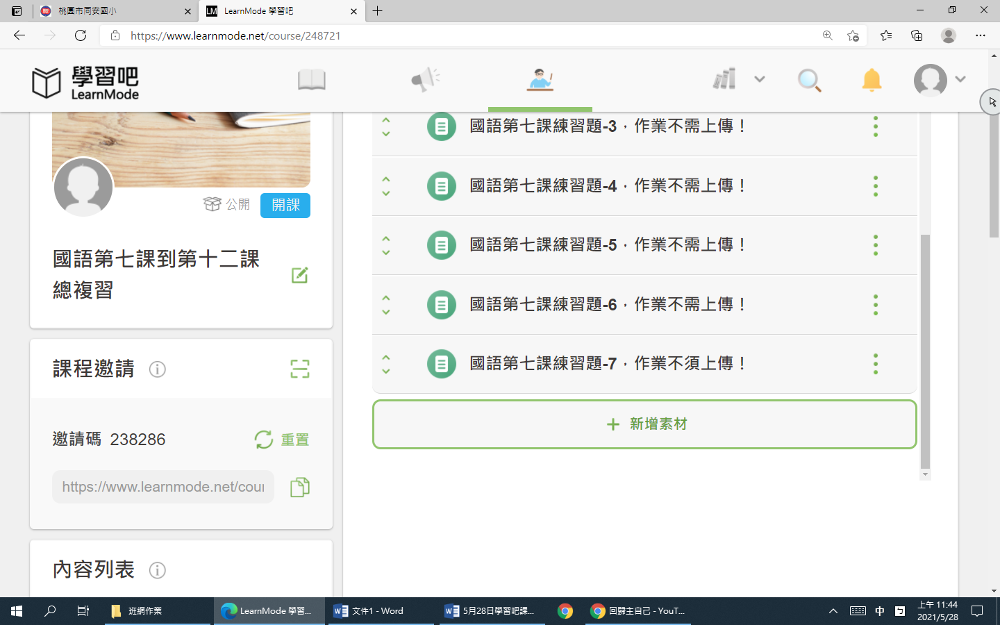 桃園市同安國小
LM LearnMode 學習吧
https://www.learnmode.net/course/248721
學習吧
LearnMode
公開
開課
國語第七課到第十二課
總複習
課程邀請
邀請碼 238286
重置
https://www.learnmode.net/cour
內容列表
國語第七課練習題-3，作業不需上傳！
國語第七課練習題-4，作業不需上傳！
國語第七課練習題-5，作業不需上傳！
國語第七課練習題-6，作業不需上傳！
國語第七課練習題-7，作業不須上傳！
+ 新增素材
班網作業
LearnMode 學習...
文件1 - Word
5月28日學習吧課...
回歸主自己 - YouT...
中
上午 11:44
2021/5/28